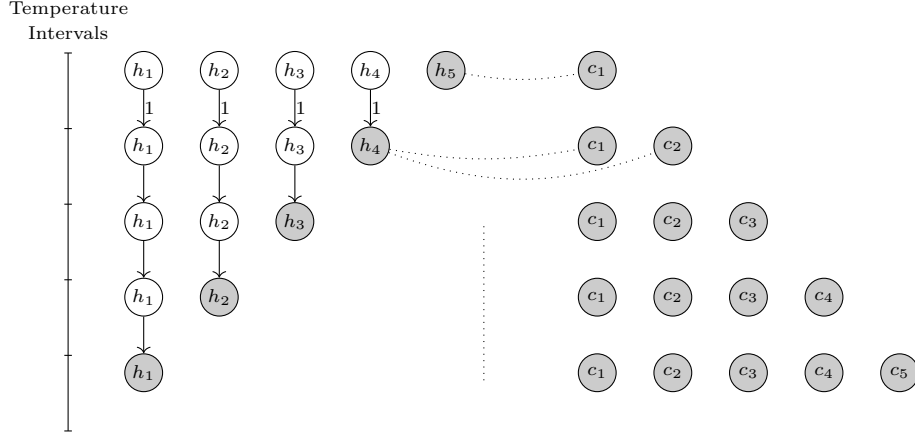 Temperature
Intervals
h₁ h₂ h₃ h₄ h₅ c₁
1 1 1 1
h₁ h₂ h₃ h₄ c₁ c₂
h₁ h₂ h₃ c₁ c₂ c₃
h₁ h₂ c₁ c₂ c₃ c₄
h₁ c₁ c₂ c₃ c₄ c₅